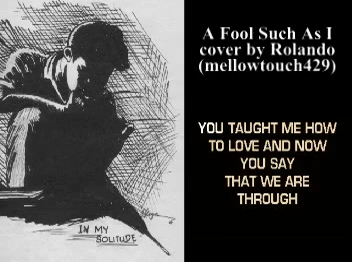 A Fool Such As I
cover by Rolando
(mellowtouch429)
YOU TAUGHT ME HOW
TO LOVE AND NOW
YOU SAY
THAT WE ARE
THROUGH
IN MY
SOLITUDE